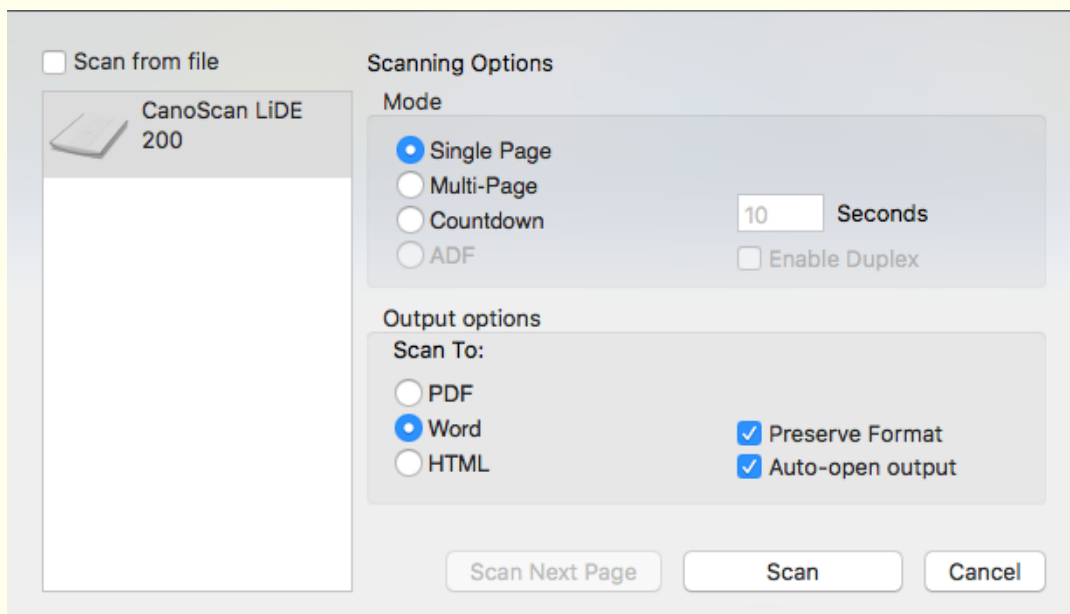 Scan from file
CanoScan LiDE
200
Scanning Options
Mode
Single Page
Multi-Page
Countdown
10 Seconds
ADF
Enable Duplex
Output options
Scan To:
PDF
Word
Preserve Format
HTML
Auto-open output
Scan Next Page
Scan
Cancel